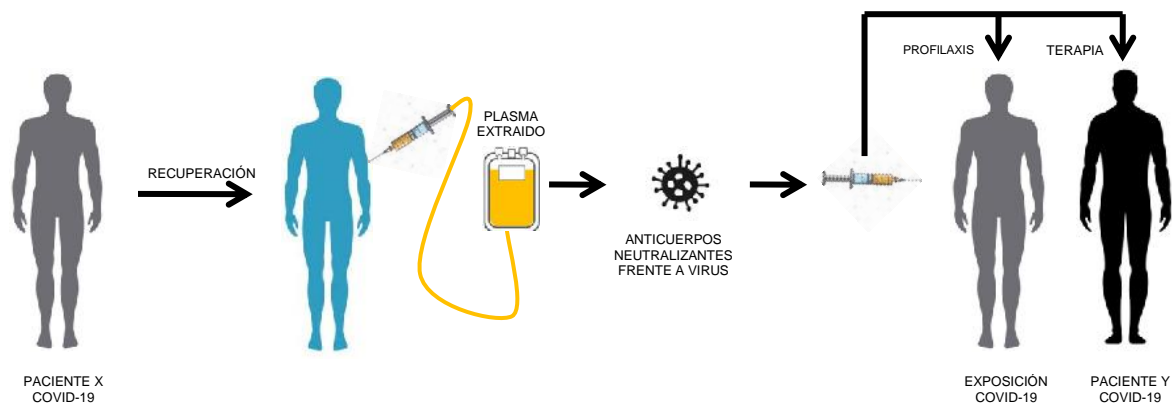 PROFILAXIS
TERAPIA
PLASMA
EXTRAIDO
RECUPERACIÓN
ANTICUERPOS
NEUTRALIZANTES
FRENTE A VIRUS
PACIENTE X
COVID-19
EXPOSICIÓN
COVID-19
PACIENTE Y
COVID-19